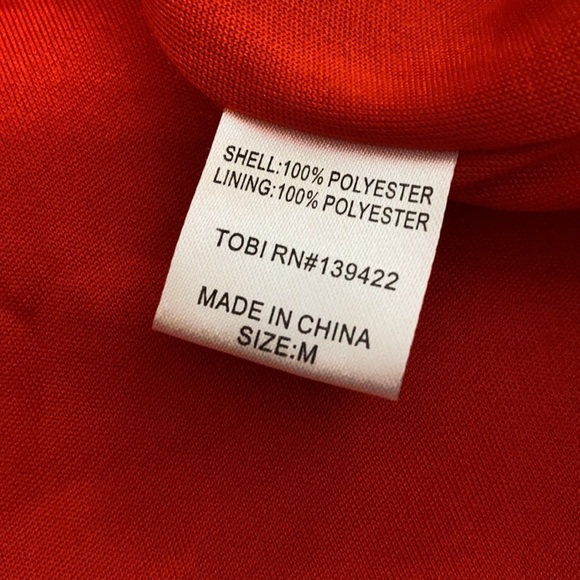 SHELL:100% POLYESTER
LINING:100% POLYESTER
TOBI RN#139422
MADE IN CHINA
SIZE:M